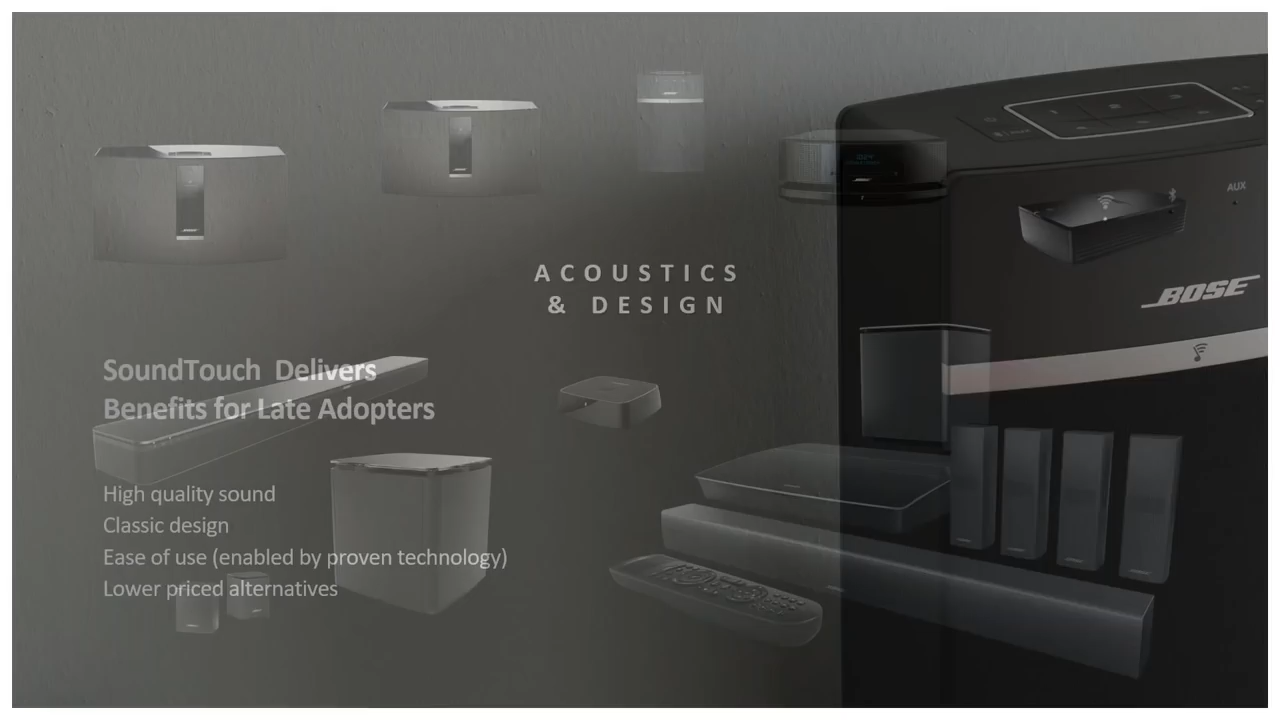 ACOUSTICS
& DESIGN
AUX
BOSE
SoundTouch Delivers
Benefits for Late Adopters
High quality sound
Classic design
Ease of use (enabled by proven technology)
Lower priced alternatives